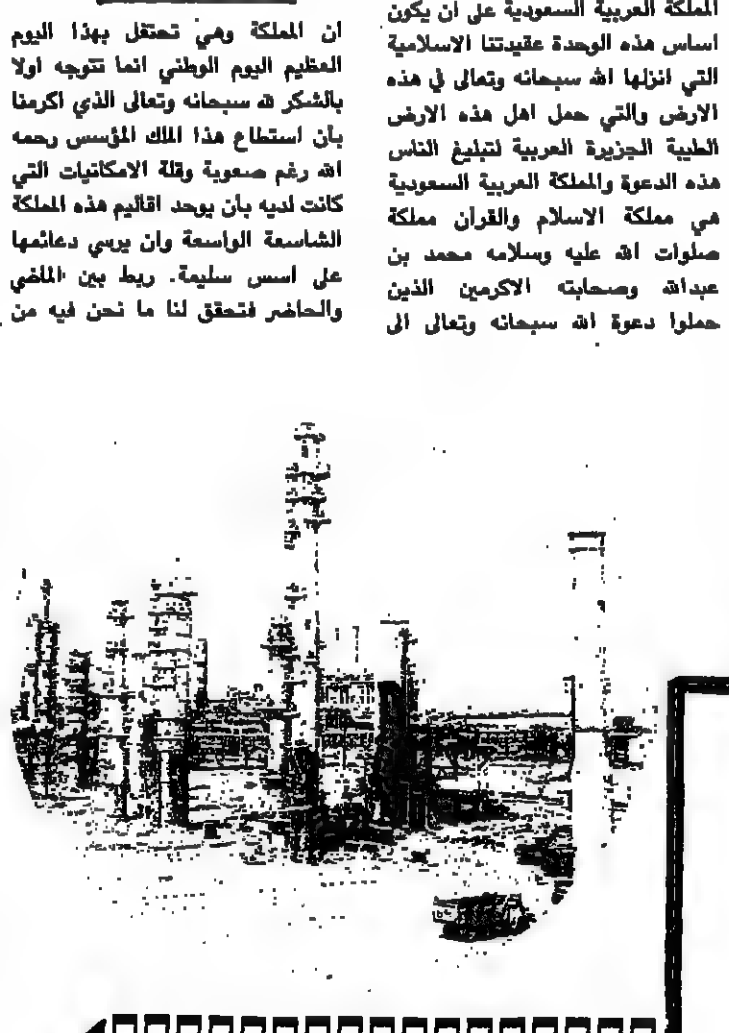 المملكة العربية السعودية على ان يكون
اساس هذه الوحدة عقيدتنا الاسلامية
التي انزلها الله سبحانه وتعالى في هذه
الارض والتي حمل اهل هذه الارض
الطيبة الجزيرة العربية لتبليغ الناس
هذه الدعوة والمملكة العربية السعودية
هي مملكة الاسلام والقرآن مملكة
صلوات الله عليه وسلامه محمد بن
عبدالله وصحابته الاكرمين الذين
حملوا دعوة الله سبحانه وتعالى الى
ان المملكة وهي تحتفل بهذا اليوم
العظيم اليوم الوطني انما تتوجه اولا
بالشكر لله سبحانه وتعالى الذي اكرمنا
بأن استطاع هذا الملك المؤسس رحمه
الله رغم صعوبة وقلة الامكانيات التي
كانت لديه بأن يوحد اقاليم هذه المملكة
الشاسعة الواسعة وان يرسي دعائمها
على اسس سليمة. ربط بين الماضي
والحاضر فتحقق لنا ما نحن فيه من